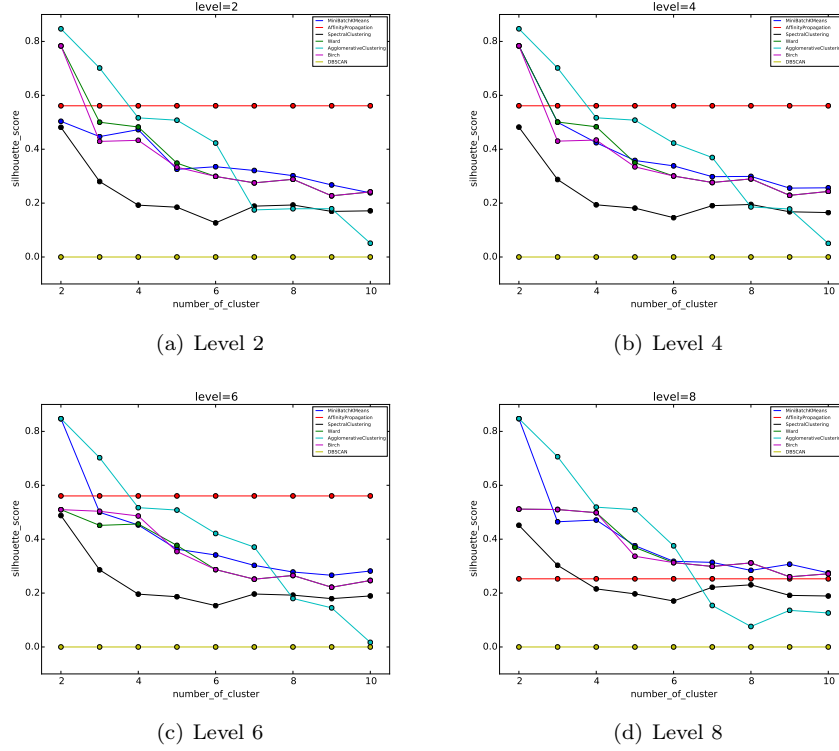 level=2
MiniBatchKMeans
AffinityPropagation
SpectralClustering
Ward
AgglomerativeClustering
Birch
DBSCAN
silhouette_score
0.8
0.6
0.4
0.2
0.0
2 4 6 8 10
number_of_cluster
(a) Level 2
level=4
MiniBatchKMeans
AffinityPropagation
SpectralClustering
Ward
AgglomerativeClustering
Birch
DBSCAN
silhouette_score
0.8
0.6
0.4
0.2
0.0
2 4 6 8 10
number_of_cluster
(b) Level 4
level=6
MiniBatchKMeans
AffinityPropagation
SpectralClustering
Ward
AgglomerativeClustering
Birch
DBSCAN
silhouette_score
0.8
0.6
0.4
0.2
0.0
2 4 6 8 10
number_of_cluster
(c) Level 6
level=8
MiniBatchKMeans
AffinityPropagation
SpectralClustering
Ward
AgglomerativeClustering
Birch
DBSCAN
silhouette_score
0.8
0.6
0.4
0.2
0.0
2 4 6 8 10
number_of_cluster
(d) Level 8